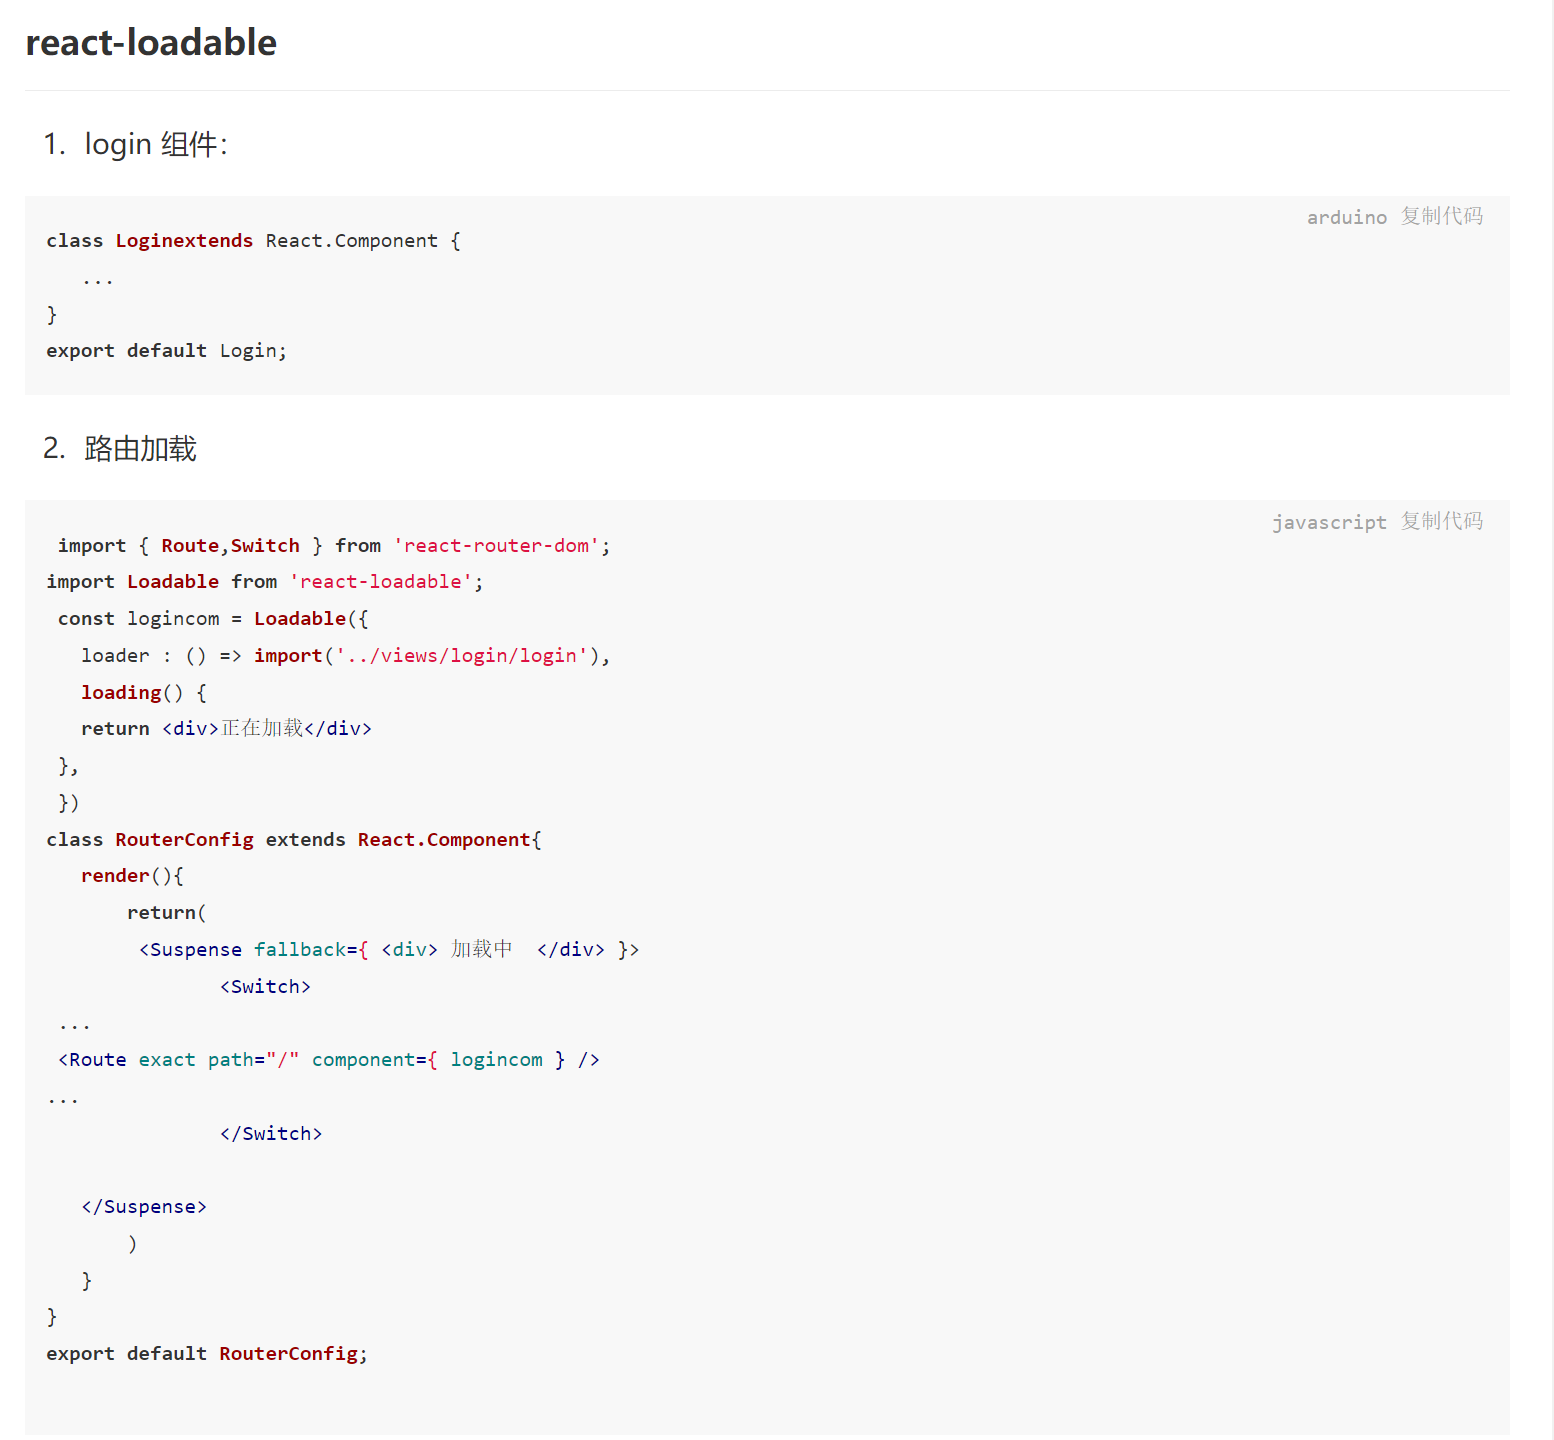 react-loadable
1. login 组件：
arduino 复制代码
class Loginextends React.Component {
   ...
}
export default Login;
2. 路由加载
javascript 复制代码
 import { Route,Switch } from 'react-router-dom';
import Loadable from 'react-loadable';
 const logincom = Loadable({
   loader : () => import('../views/login/login'),
   loading() {
   return <div>正在加载</div>
 },
 })
class RouterConfig extends React.Component{
   render(){
       return(
        <Suspense fallback={ <div> 加载中  </div> }>
               <Switch>
 ...
 <Route exact path="/" component={ logincom } />
...
               </Switch>
   </Suspense>
       )
   }
}
export default RouterConfig;